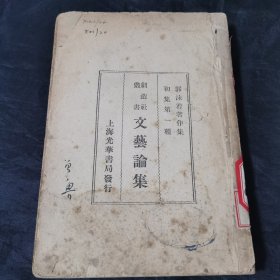 郭沫若著作集
初集第一種
創造社
叢書
文藝論集
上海光華書局發行